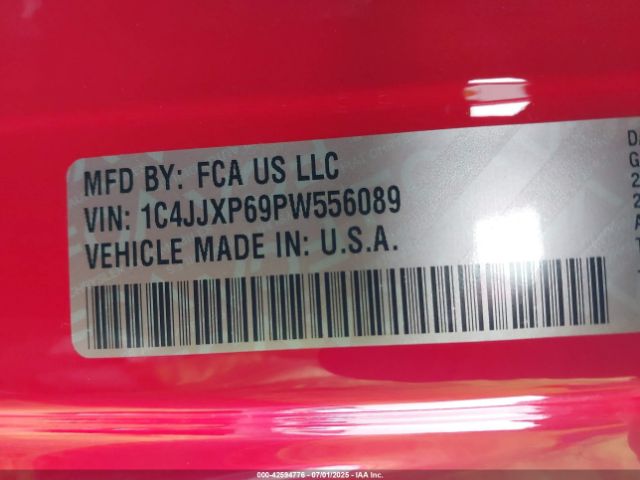 MFD BY: FCA US LLC
VIN: 1C4JJXP69PW556089
VEHICLE MADE IN: U.S.A.
000-42594776 - 07/01/2025 - IAA Inc.